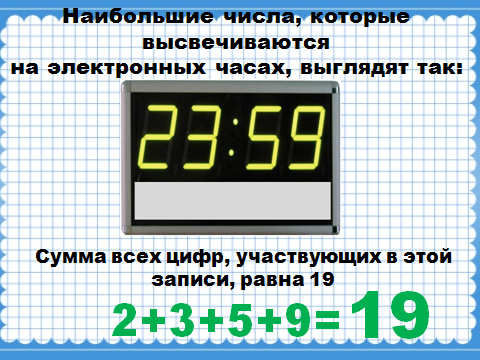 Наибольшие числа, которые
высвечиваются
на электронных часах, выглядят так:
23:59
Сумма всех цифр, участвующих в этой
записи, равна 19
2+3+5+9=19